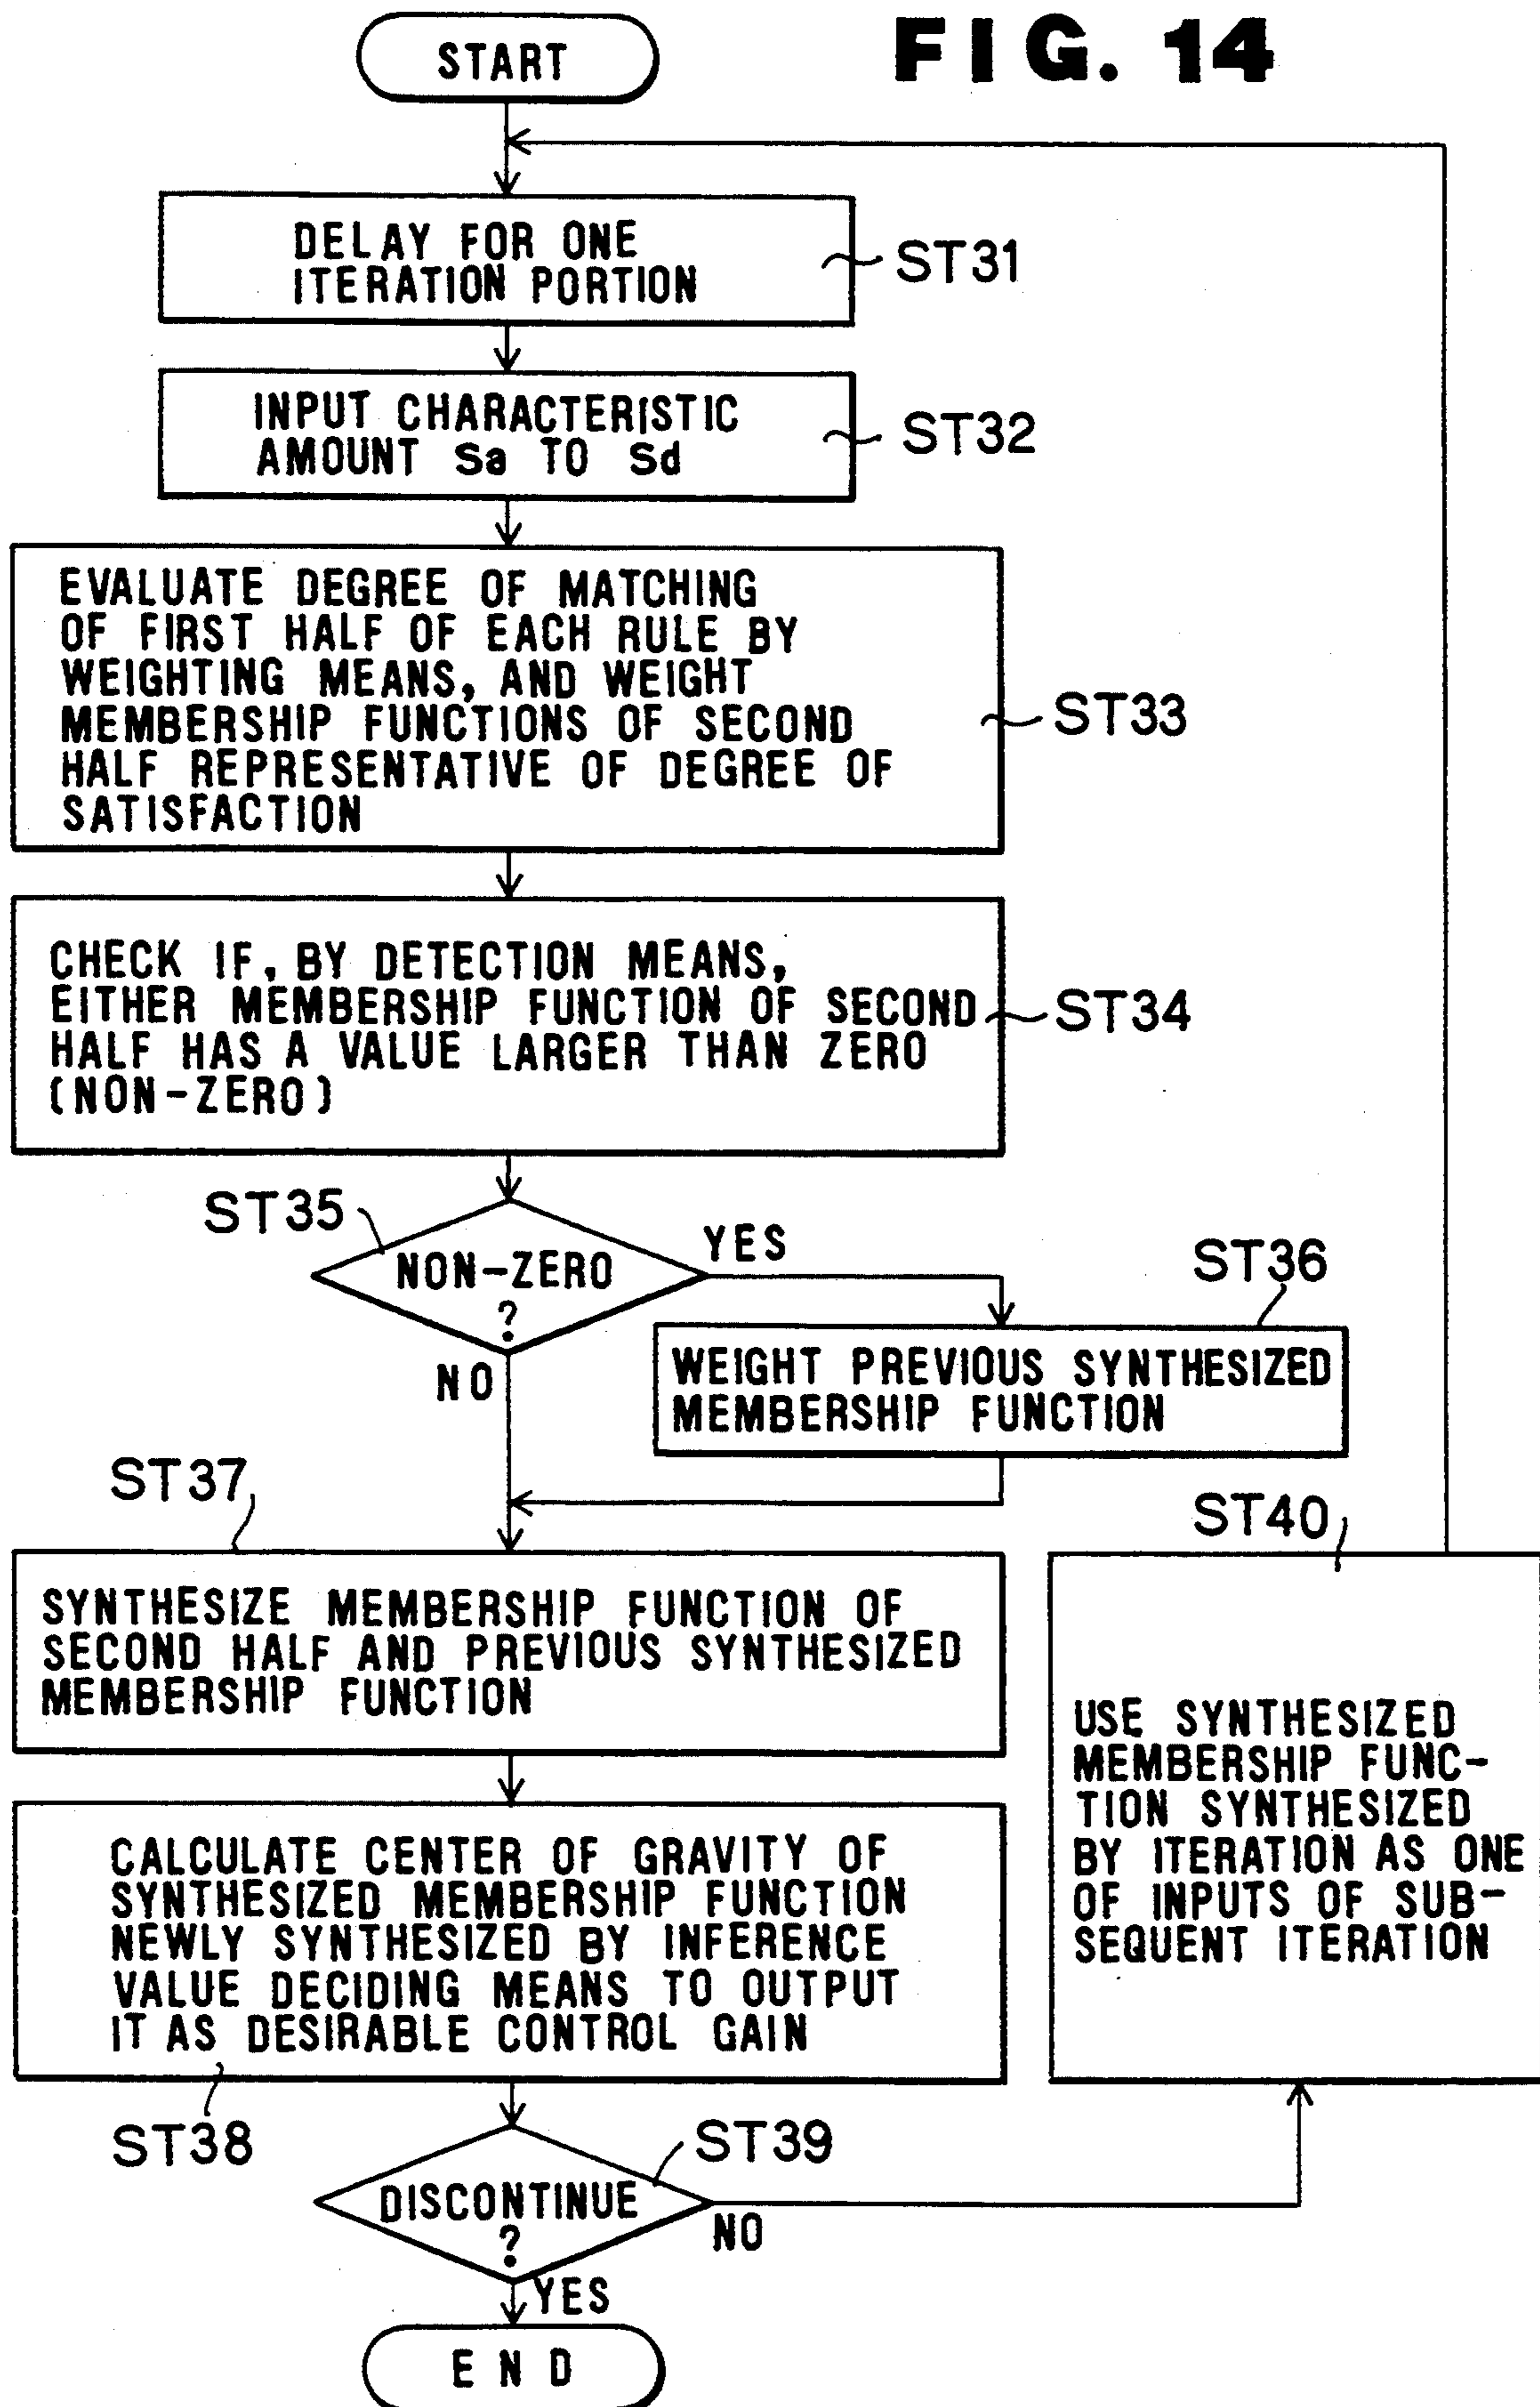 FIG. 14
START
DELAY FOR ONE
ITERATION PORTION
ST31
INPUT CHARACTERISTIC
AMOUNT Sa TO Sd
ST32
EVALUATE DEGREE OF MATCHING
OF FIRST HALF OF EACH RULE BY
WEIGHTING MEANS, AND WEIGHT
MEMBERSHIP FUNCTIONS OF SECOND
HALF REPRESENTATIVE OF DEGREE OF
SATISFACTION
ST33
CHECK IF, BY DETECTION MEANS,
EITHER MEMBERSHIP FUNCTION OF SECOND
HALF HAS A VALUE LARGER THAN ZERO
(NON-ZERO)
ST34
ST35
NON-ZERO
?
YES
NO
ST36
WEIGHT PREVIOUS SYNTHESIZED
MEMBERSHIP FUNCTION
ST37
SYNTHESIZE MEMBERSHIP FUNCTION OF
SECOND HALF AND PREVIOUS SYNTHESIZED
MEMBERSHIP FUNCTION
CALCULATE CENTER OF GRAVITY OF
SYNTHESIZED MEMBERSHIP FUNCTION
NEWLY SYNTHESIZED BY INFERENCE
VALUE DECIDING MEANS TO OUTPUT
IT AS DESIRABLE CONTROL GAIN
ST38
ST39
DISCONTINUE
?
NO
YES
END
ST40
USE SYNTHESIZED
MEMBERSHIP FUNC-
TION SYNTHESIZED
BY ITERATION AS ONE
OF INPUTS OF SUB-
SEQUENT ITERATION